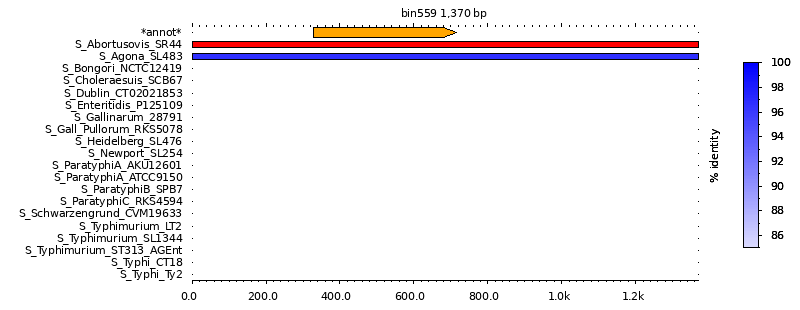 bin559 1,370 bp
*annot*
S_Abortusovis_SR44
S_Agona_SL483
S_Bongori_NCTC12419
S_Choleraesuis_SCB67
S_Dublin_CT02021853
S_Enteritidis_P125109
S_Gallinarum_28791
S_Gall_Pullorum_RKS5078
S_Heidelberg_SL476
S_Newport_SL254
S_ParatyphiA_AKU12601
S_ParatyphiA_ATCC9150
S_ParatyphiB_SPB7
S_ParatyphiC_RKS4594
S_Schwarzengrund_CVM19633
S_Typhimurium_LT2
S_Typhimurium_SL1344
S_Typhimurium_ST313_AGEnt
S_Typhi_CT18
S_Typhi_Ty2
0.0 200.0 400.0 600.0 800.0 1.0k 1.2k
% identity
100
98
96
94
92
90
88
86